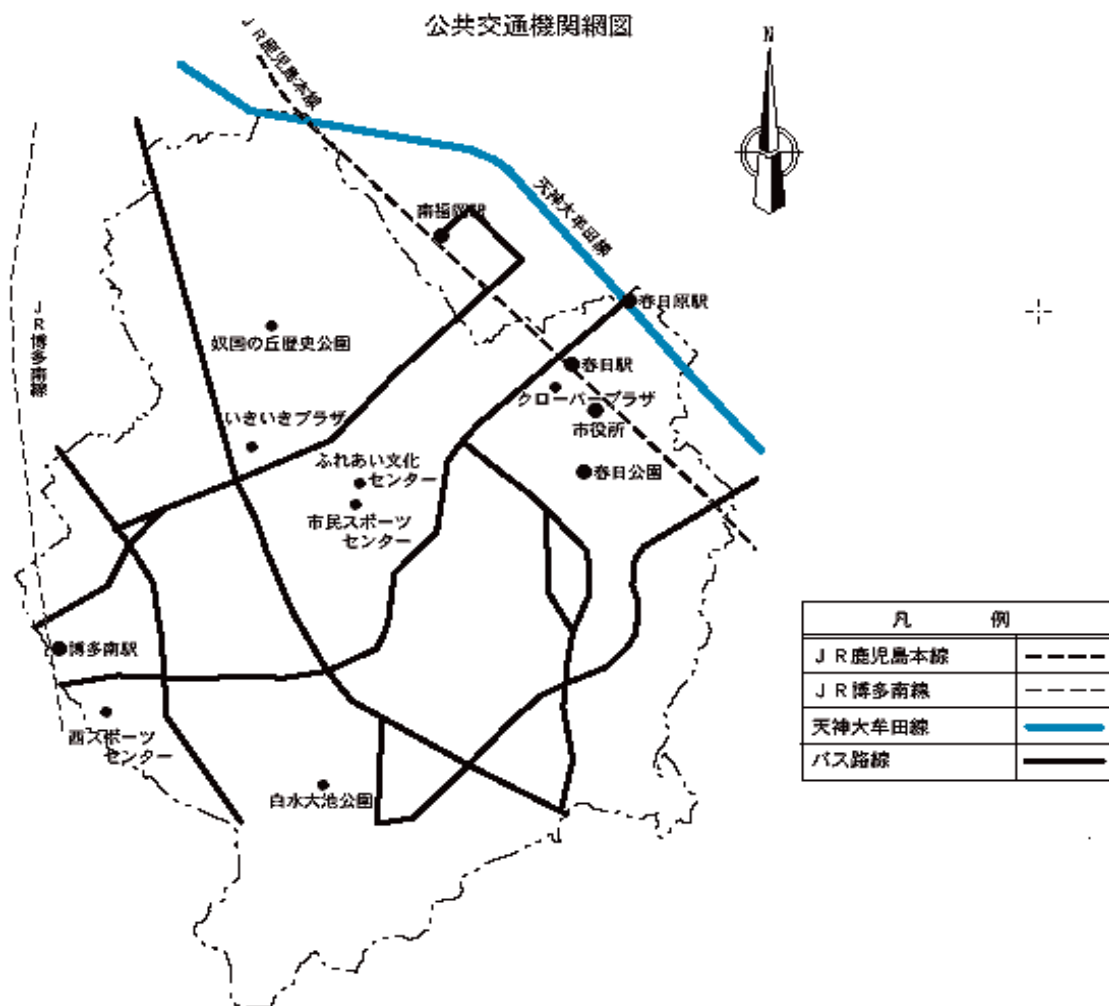 公共交通機関網図
N
JR鹿児島本線
天神大牟田線
南福岡駅
春日原駅
JR博多南線
奴国の丘歴史公園
春日駅
クローバープラザ
市役所
いきいきプラザ
ふれあい文化
センター
春日公園
市民スポーツ
センター
博多南駅
西スポーツ
センター
白水大池公園
凡 例
JR鹿児島本線
JR博多南線
天神大牟田線
バス路線